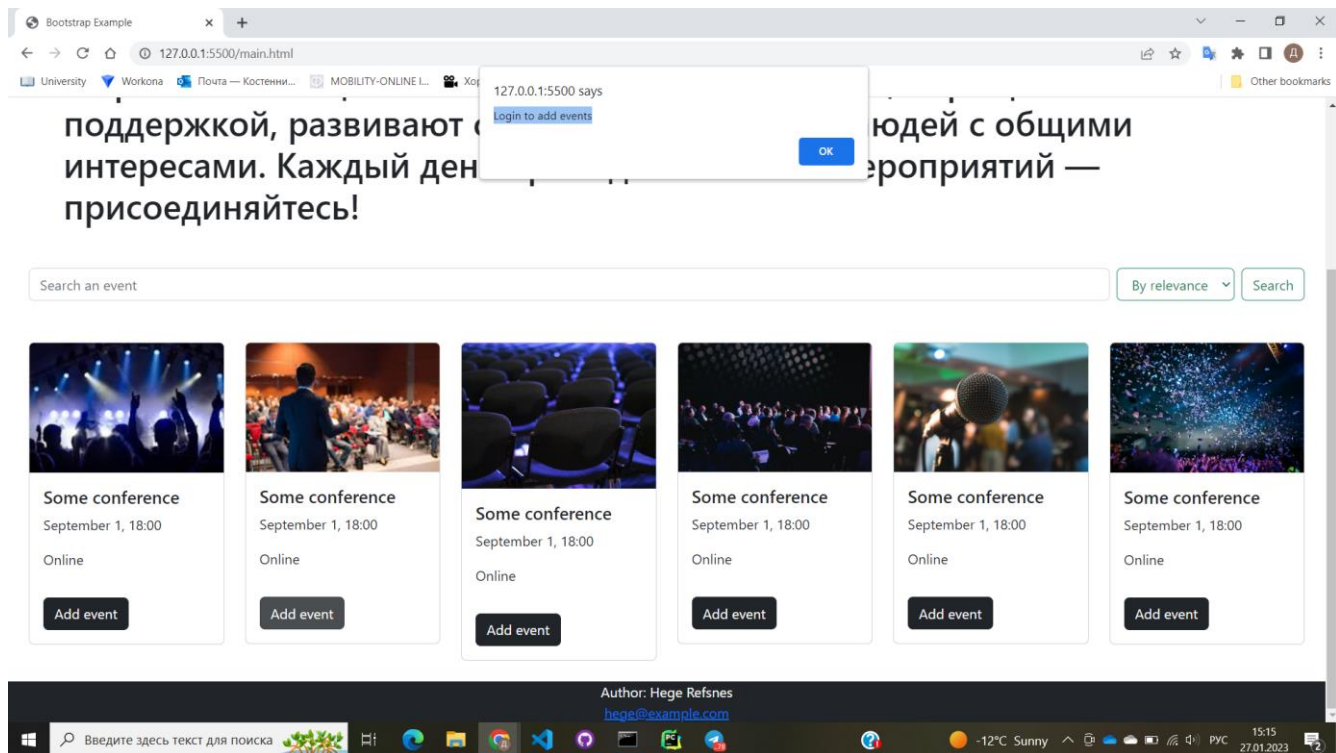 Bootstrap Example
127.0.0.1:5500/main.html
University Workona Почта — Костенни... MOBILITY-ONLINE I... Other bookmarks
127.0.0.1:5500 says
Login to add events
OK
поддержкой, развивают юдей с общими
интересами. Каждый ден ероприятий —
присоединяйтесь!
Search an event By relevance Search
Some conference Some conference Some conference Some conference Some conference Some conference
September 1, 18:00 September 1, 18:00 September 1, 18:00 September 1, 18:00 September 1, 18:00 September 1, 18:00
Online Online Online Online Online Online
Add event Add event Add event Add event Add event Add event
Author: Hege Refsnes
hege@example.com
Введите здесь текст для поиска -12°C Sunny РУС 15:15
27.01.2023 2